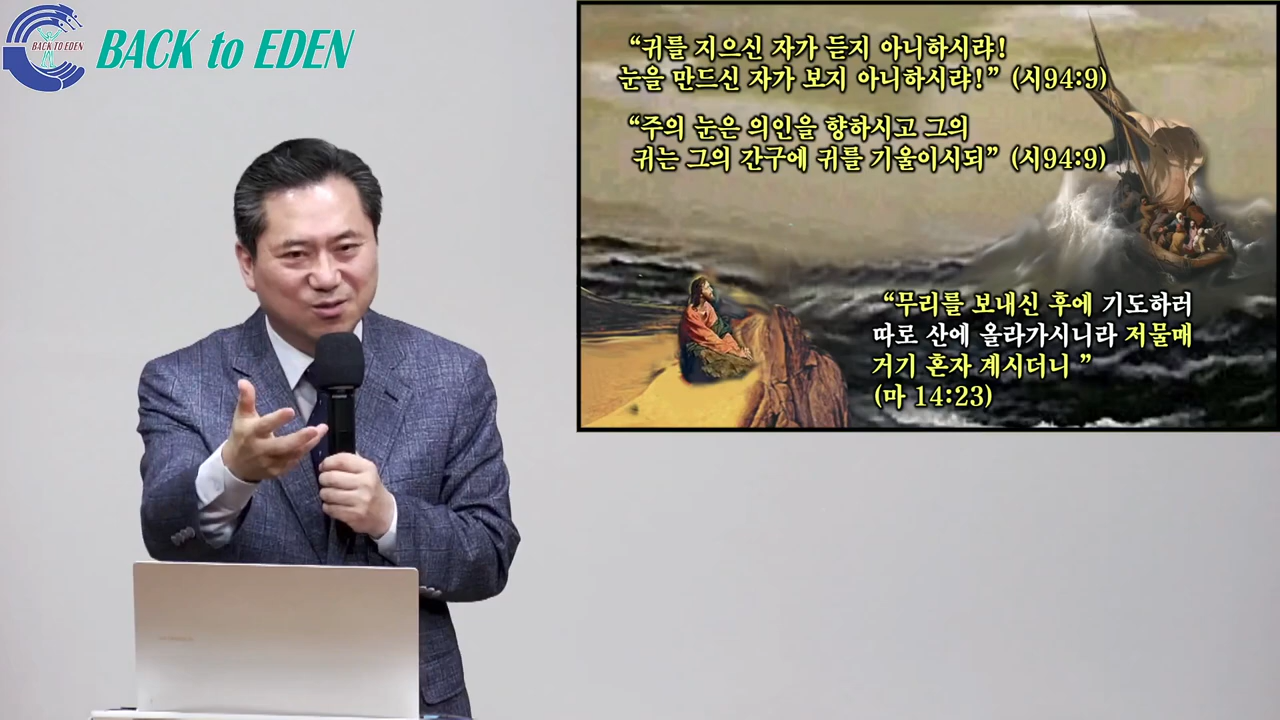 BACK TO EDEN
BACK to EDEN
“귀를 지으신 자가 듣지 아니하시랴!
눈을 만드신 자가 보지 아니하시랴!” (시94:9)
“주의 눈은 의인을 향하시고 그의
귀는 그의 간구에 귀를 기울이시되” (시94:9)
“무리를 보내신 후에 기도하러
따로 산에 올라가시니라 저물매
거기 혼자 계시더니 ”
(마 14:23)